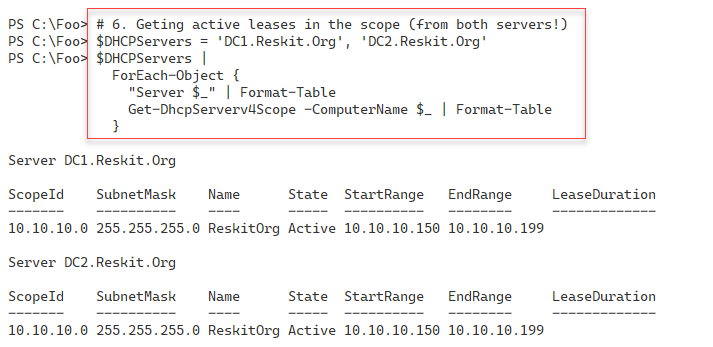 PS C:\Foo> # 6. Geting active leases in the scope (from both servers!)
PS C:\Foo> $DHCPServers = 'DC1.Reskit.Org', 'DC2.Reskit.Org'
PS C:\Foo> $DHCPServers |
ForEach-Object {
"Server $_" | Format-Table
Get-DhcpServerv4Scope -ComputerName $_ | Format-Table
}
Server DC1.Reskit.Org
ScopeId SubnetMask Name State StartRange EndRange LeaseDuration
------- ---------- ---- ----- ---------- -------- -------------
10.10.10.0 255.255.255.0 ReskitOrg Active 10.10.10.150 10.10.10.199
Server DC2.Reskit.Org
ScopeId SubnetMask Name State StartRange EndRange LeaseDuration
------- ---------- ---- ----- ---------- -------- -------------
10.10.10.0 255.255.255.0 ReskitOrg Active 10.10.10.150 10.10.10.199